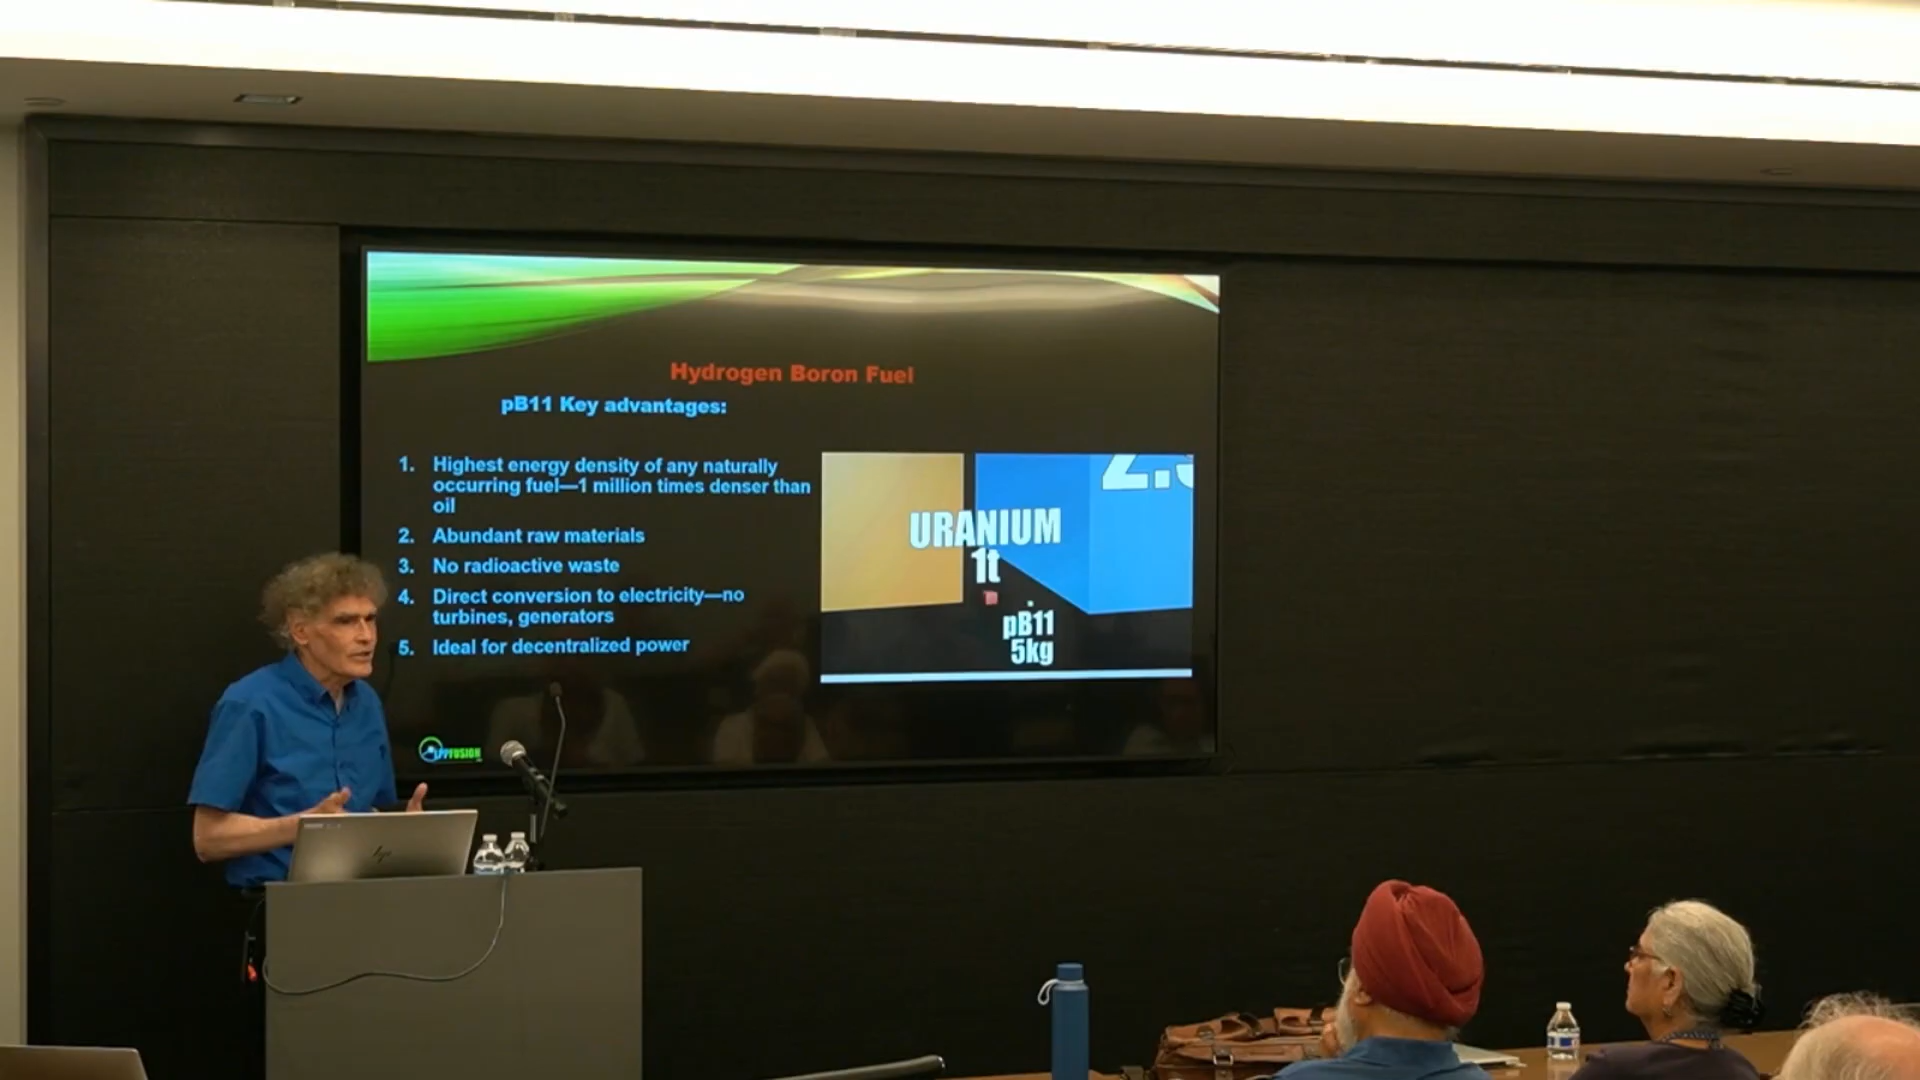 Hydrogen Boron Fuel
pB11 Key advantages:
1. Highest energy density of any naturally
occurring fuel—1 million times denser than
oil
2. Abundant raw materials
3. No radioactive waste
4. Direct conversion to electricity—no
turbines, generators
5. Ideal for decentralized power
URANIUM
1t
pB11
5kg
LPPFUSION
hp